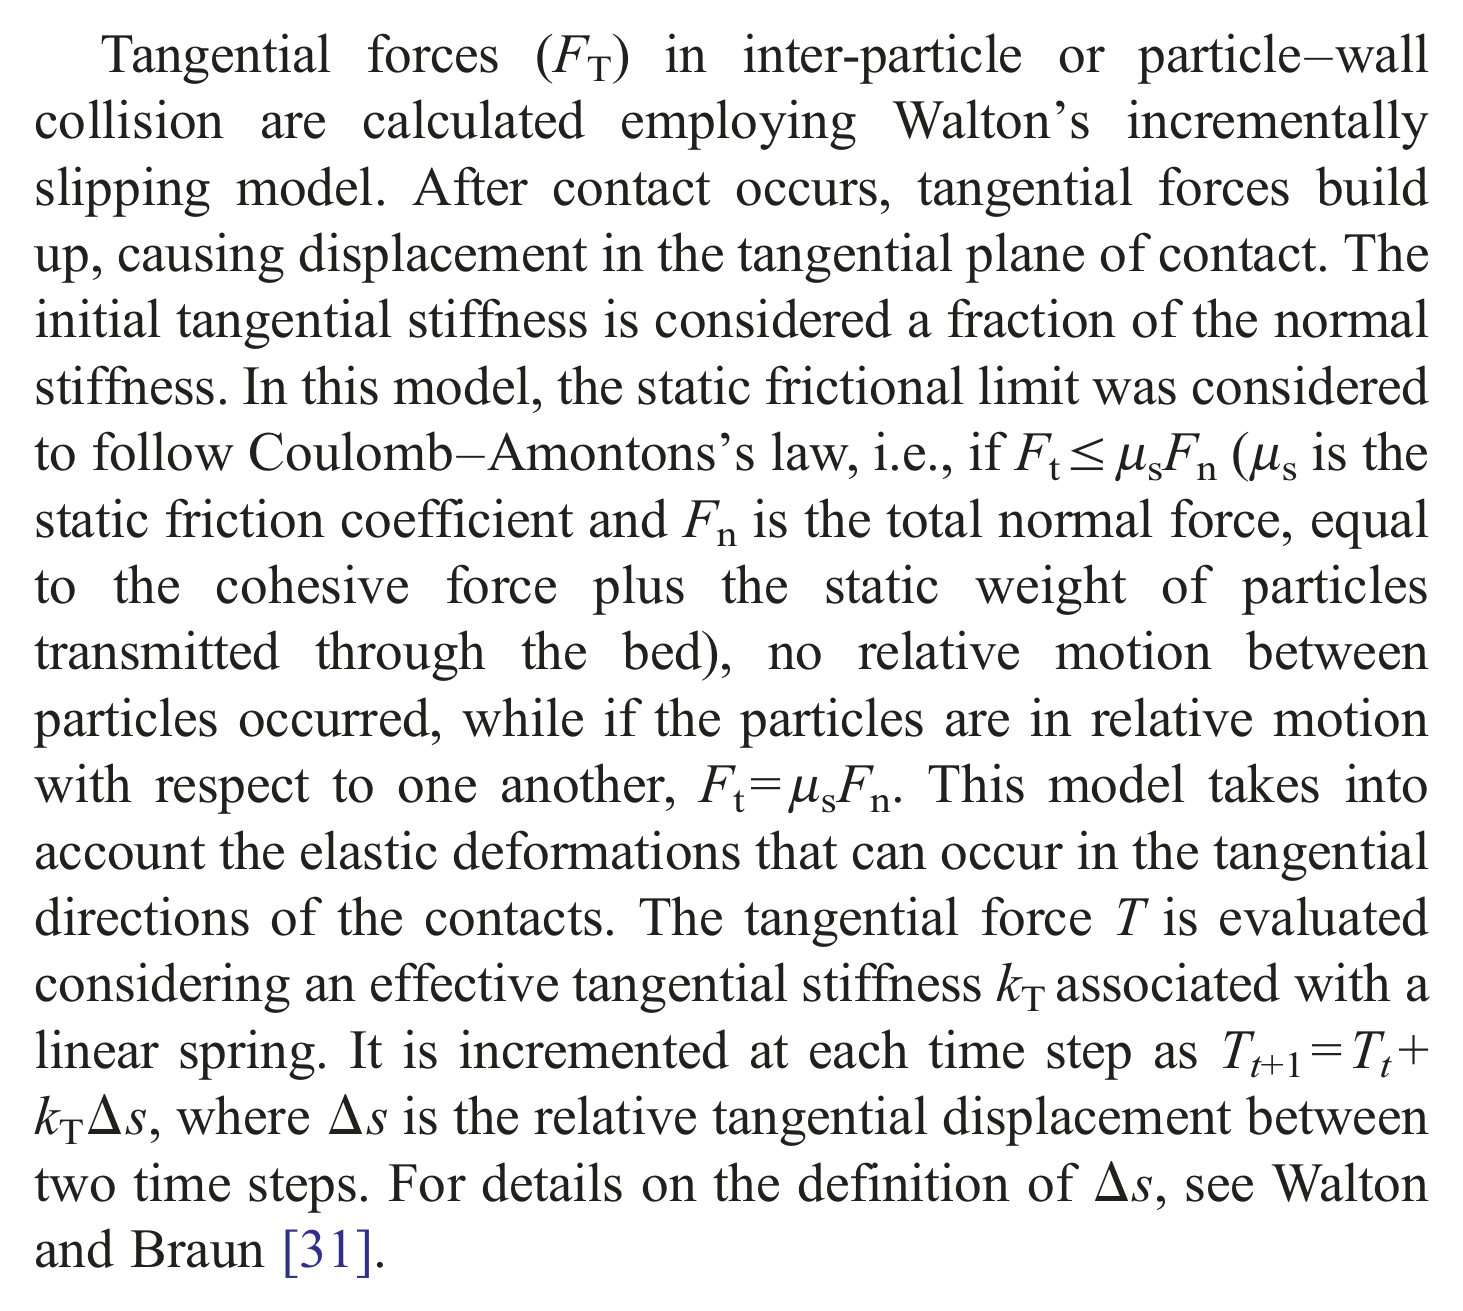 Tangential forces (F_T) in inter-particle or particle–wall
collision are calculated employing Walton's incrementally
slipping model. After contact occurs, tangential forces build
up, causing displacement in the tangential plane of contact. The
initial tangential stiffness is considered a fraction of the normal
stiffness. In this model, the static frictional limit was considered
to follow Coulomb–Amontons's law, i.e., if F_t ≤ μ_sF_n (μ_s is the
static friction coefficient and F_n is the total normal force, equal
to the cohesive force plus the static weight of particles
transmitted through the bed), no relative motion between
particles occurred, while if the particles are in relative motion
with respect to one another, F_t=μ_sF_n. This model takes into
account the elastic deformations that can occur in the tangential
directions of the contacts. The tangential force T is evaluated
considering an effective tangential stiffness k_T associated with a
linear spring. It is incremented at each time step as T_{t+1}=T_t+
k_TΔs, where Δs is the relative tangential displacement between
two time steps. For details on the definition of Δs, see Walton
and Braun [31].